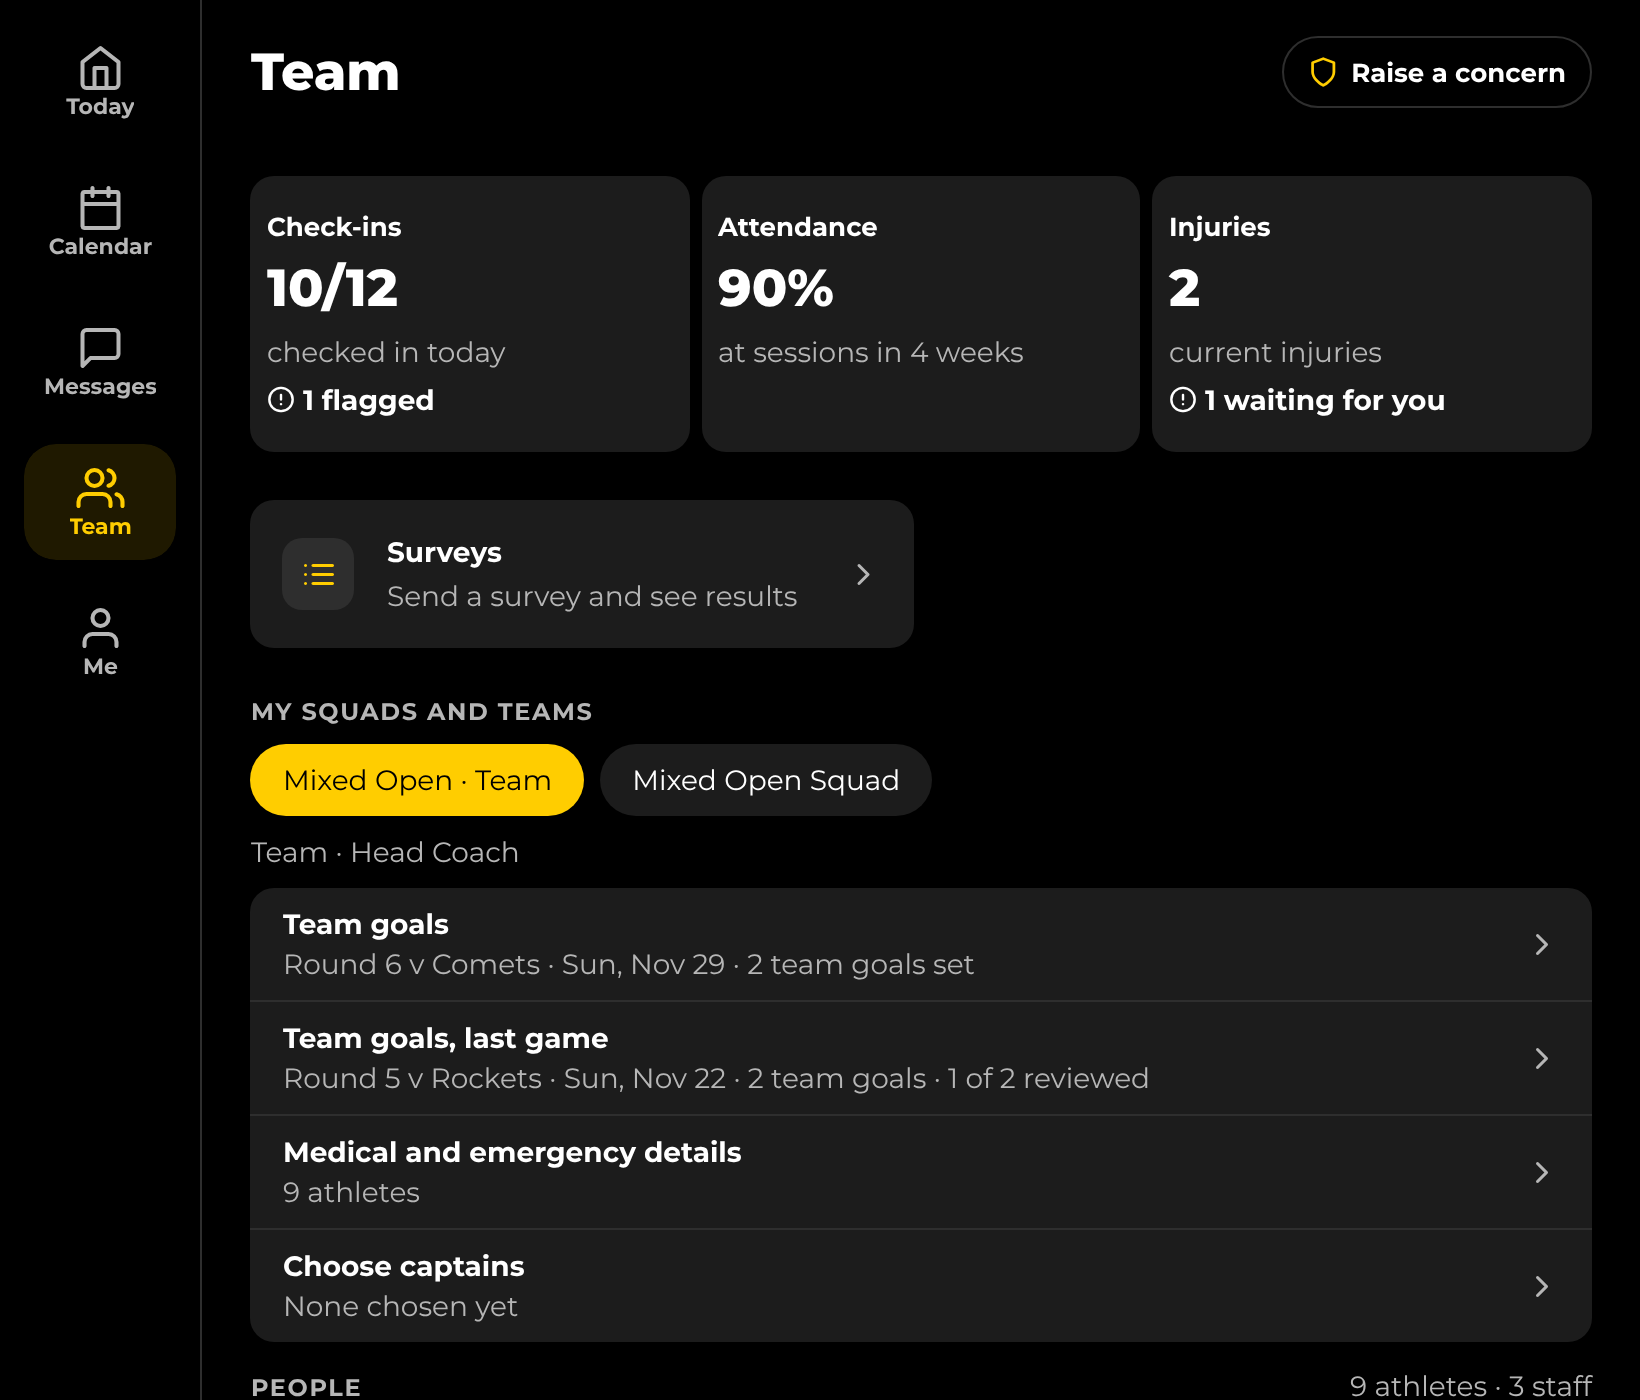 Today
Calendar
Messages
Team
Me
Team
Raise a concern
Check-ins
10/12
checked in today
1 flagged
Attendance
90%
at sessions in 4 weeks
Injuries
2
current injuries
1 waiting for you
Surveys
Send a survey and see results
MY SQUADS AND TEAMS
Mixed Open · Team
Mixed Open Squad
Team · Head Coach
Team goals
Round 6 v Comets · Sun, Nov 29 · 2 team goals set
Team goals, last game
Round 5 v Rockets · Sun, Nov 22 · 2 team goals · 1 of 2 reviewed
Medical and emergency details
9 athletes
Choose captains
None chosen yet
PEOPLE
9 athletes · 3 staff